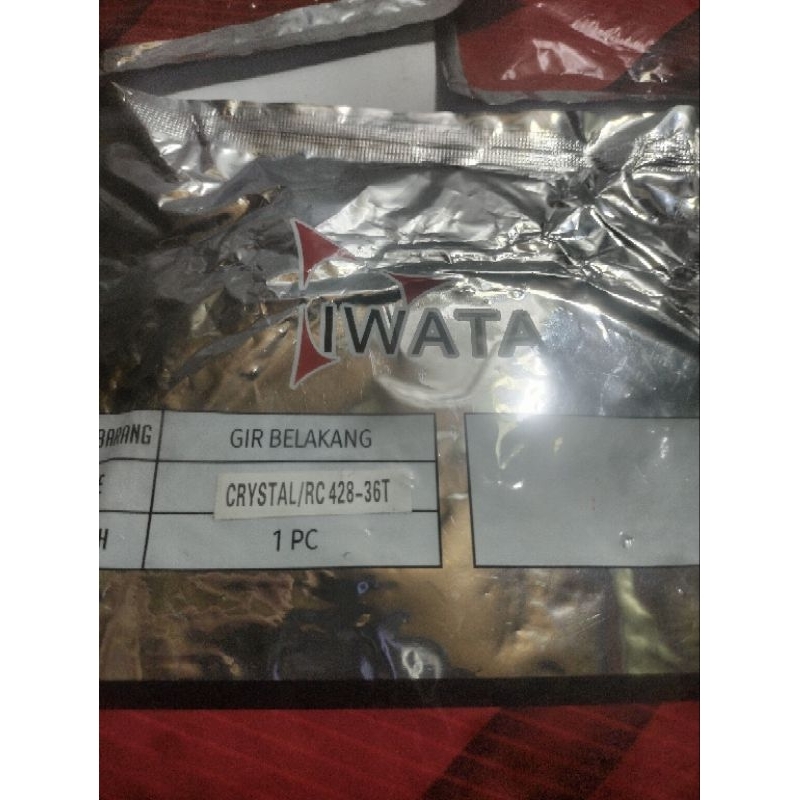 IWATA
BARANG GIR BELAKANG
E CRYSTAL/RC 428-36T
H 1 PC